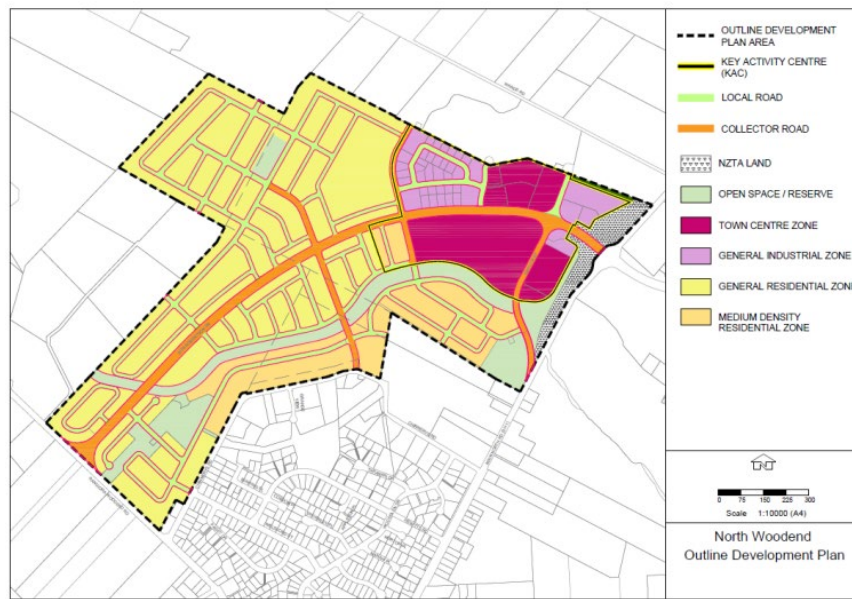 OUTLINE DEVELOPMENT
PLAN AREA
KEY ACTIVITY CENTRE
(KAC)
LOCAL ROAD
COLLECTOR ROAD
NZTA LAND
OPEN SPACE / RESERVE
TOWN CENTRE ZONE
GENERAL INDUSTRIAL ZONE
GENERAL RESIDENTIAL ZONE
MEDIUM DENSITY
RESIDENTIAL ZONE
0 75 150 225 300
Scale 1:10000 (A4)
North Woodend
Outline Development Plan